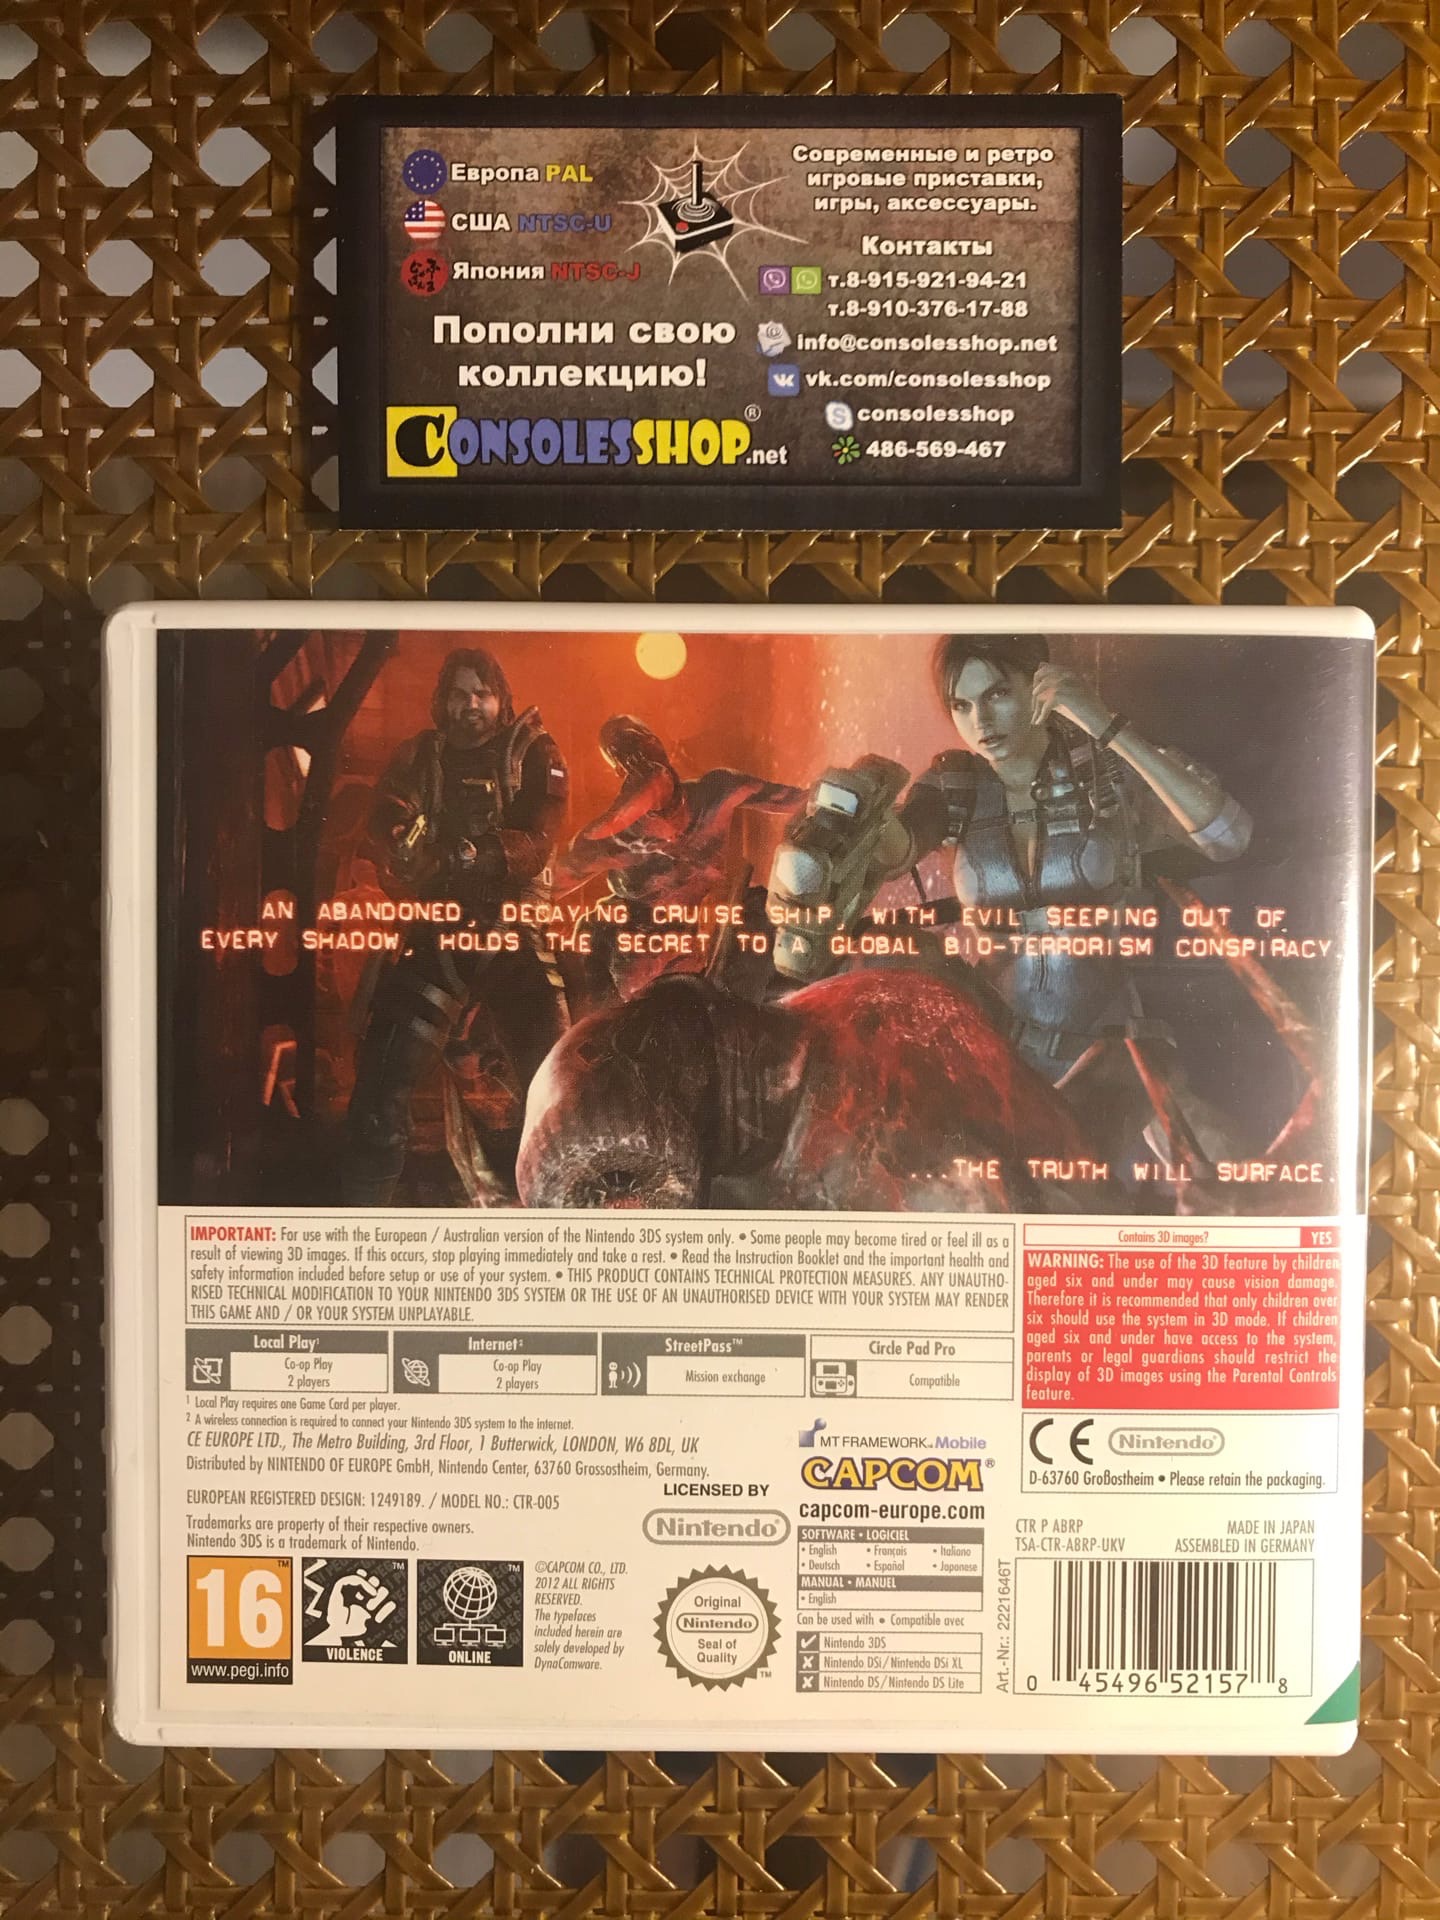 Европа PAL
США NTSC-U
Япония NTSC-J
Пополни свою
коллекцию!
CONSOLESSHOP®.net
Современные и ретро
игровые приставки,
игры, аксессуары.
Контакты
т.8-915-921-94-21
т.8-910-376-17-88
info@consolesshop.net
vk.com/consolesshop
consolesshop
486-569-467
AN ABANDONED, DECAYING CRUISE SHIP, WITH EVIL SEEPING OUT OF
EVERY SHADOW, HOLDS THE SECRET TO A GLOBAL BIO-TERRORISM CONSPIRACY.
...THE TRUTH WILL SURFACE.
IMPORTANT: For use with the European / Australian version of the Nintendo 3DS system only. • Some people may become tired or feel ill as a
result of viewing 3D images. If this occurs, stop playing immediately and take a rest. • Read the Instruction Booklet and the important health and
safety information included before setup or use of your system. • THIS PRODUCT CONTAINS TECHNICAL PROTECTION MEASURES. ANY UNAUTHO-
RISED TECHNICAL MODIFICATION TO YOUR NINTENDO 3DS SYSTEM OR THE USE OF AN UNAUTHORISED DEVICE WITH YOUR SYSTEM MAY RENDER
THIS GAME AND / OR YOUR SYSTEM UNPLAYABLE.
Contains 3D images? YES
WARNING: The use of the 3D feature by children
aged six and under may cause vision damage.
Therefore it is recommended that only children over
six should use the system in 3D mode. If children
aged six and under have access to the system,
parents or legal guardians should restrict the
display of 3D images using the Parental Controls
feature.
Local Play¹
Co-op Play
2 players
Internet²
Co-op Play
2 players
StreetPass™
Mission exchange
Circle Pad Pro
Compatible
¹ Local Play requires one Game Card per player.
² A wireless connection is required to connect your Nintendo 3DS system to the internet.
CE EUROPE LTD., The Metro Building, 3rd Floor, 1 Butterwick, LONDON, W6 8DL, UK
Distributed by NINTENDO OF EUROPE GmbH, Nintendo Center, 63760 Grossostheim, Germany.
EUROPEAN REGISTERED DESIGN: 1249189. / MODEL NO.: CTR-005
Trademarks are property of their respective owners.
Nintendo 3DS is a trademark of Nintendo.
LICENSED BY
Nintendo®
MT FRAMEWORK Mobile
CAPCOM®
capcom-europe.com
CE Nintendo®
D-63760 Großostheim • Please retain the packaging.
CTR P ABRP
TSA-CTR-ABRP-UKV
MADE IN JAPAN
ASSEMBLED IN GERMANY
16™
www.pegi.info
™
VIOLENCE
™
ONLINE
©CAPCOM CO., LTD.
2012 ALL RIGHTS
RESERVED.
The typefaces
included herein are
solely developed by
DynaComware.
Original
Nintendo®
Seal of
Quality
™
SOFTWARE • LOGICIEL
• English • Français • Italiano
• Deutsch • Español • Japanese
MANUAL • MANUEL
• English
Can be used with • Compatible avec
Nintendo 3DS
Nintendo DSi / Nintendo DSi XL
Nintendo DS / Nintendo DS Lite
Art.-Nr.: 2221646T
0 45496 52157 8